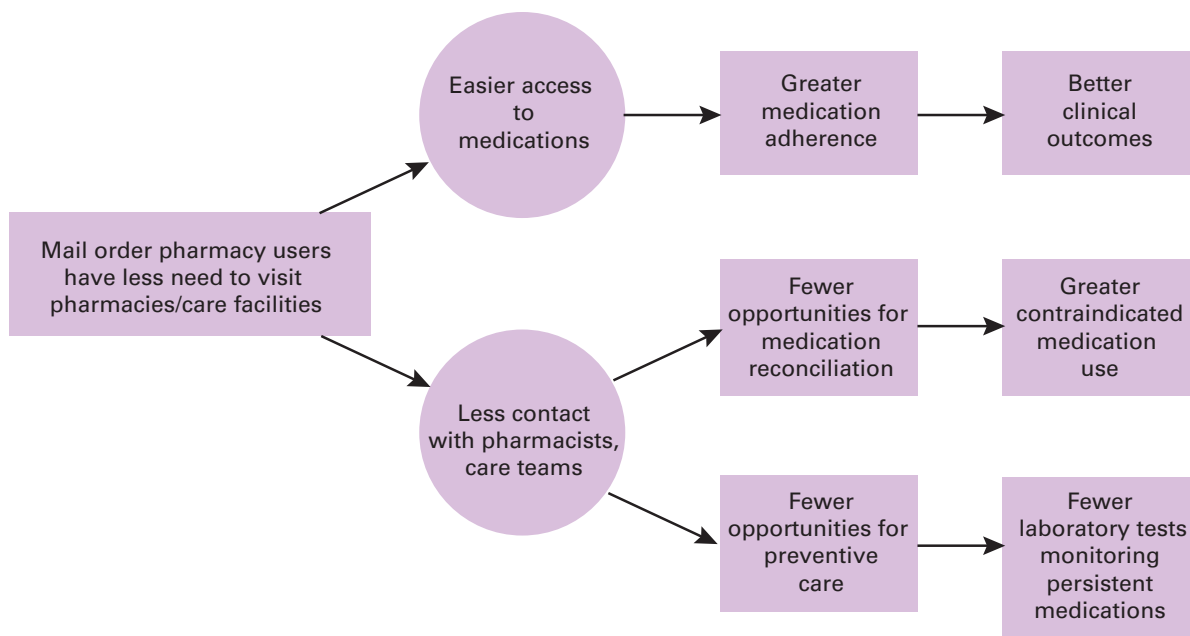 Mail order pharmacy users
have less need to visit
pharmacies/care facilities
Easier access
to
medications
Greater
medication
adherence
Better
clinical
outcomes
Less contact
with pharmacists,
care teams
Fewer
opportunities for
medication
reconciliation
Greater
contraindicated
medication
use
Fewer
opportunities for
preventive
care
Fewer
laboratory tests
monitoring
persistent
medications